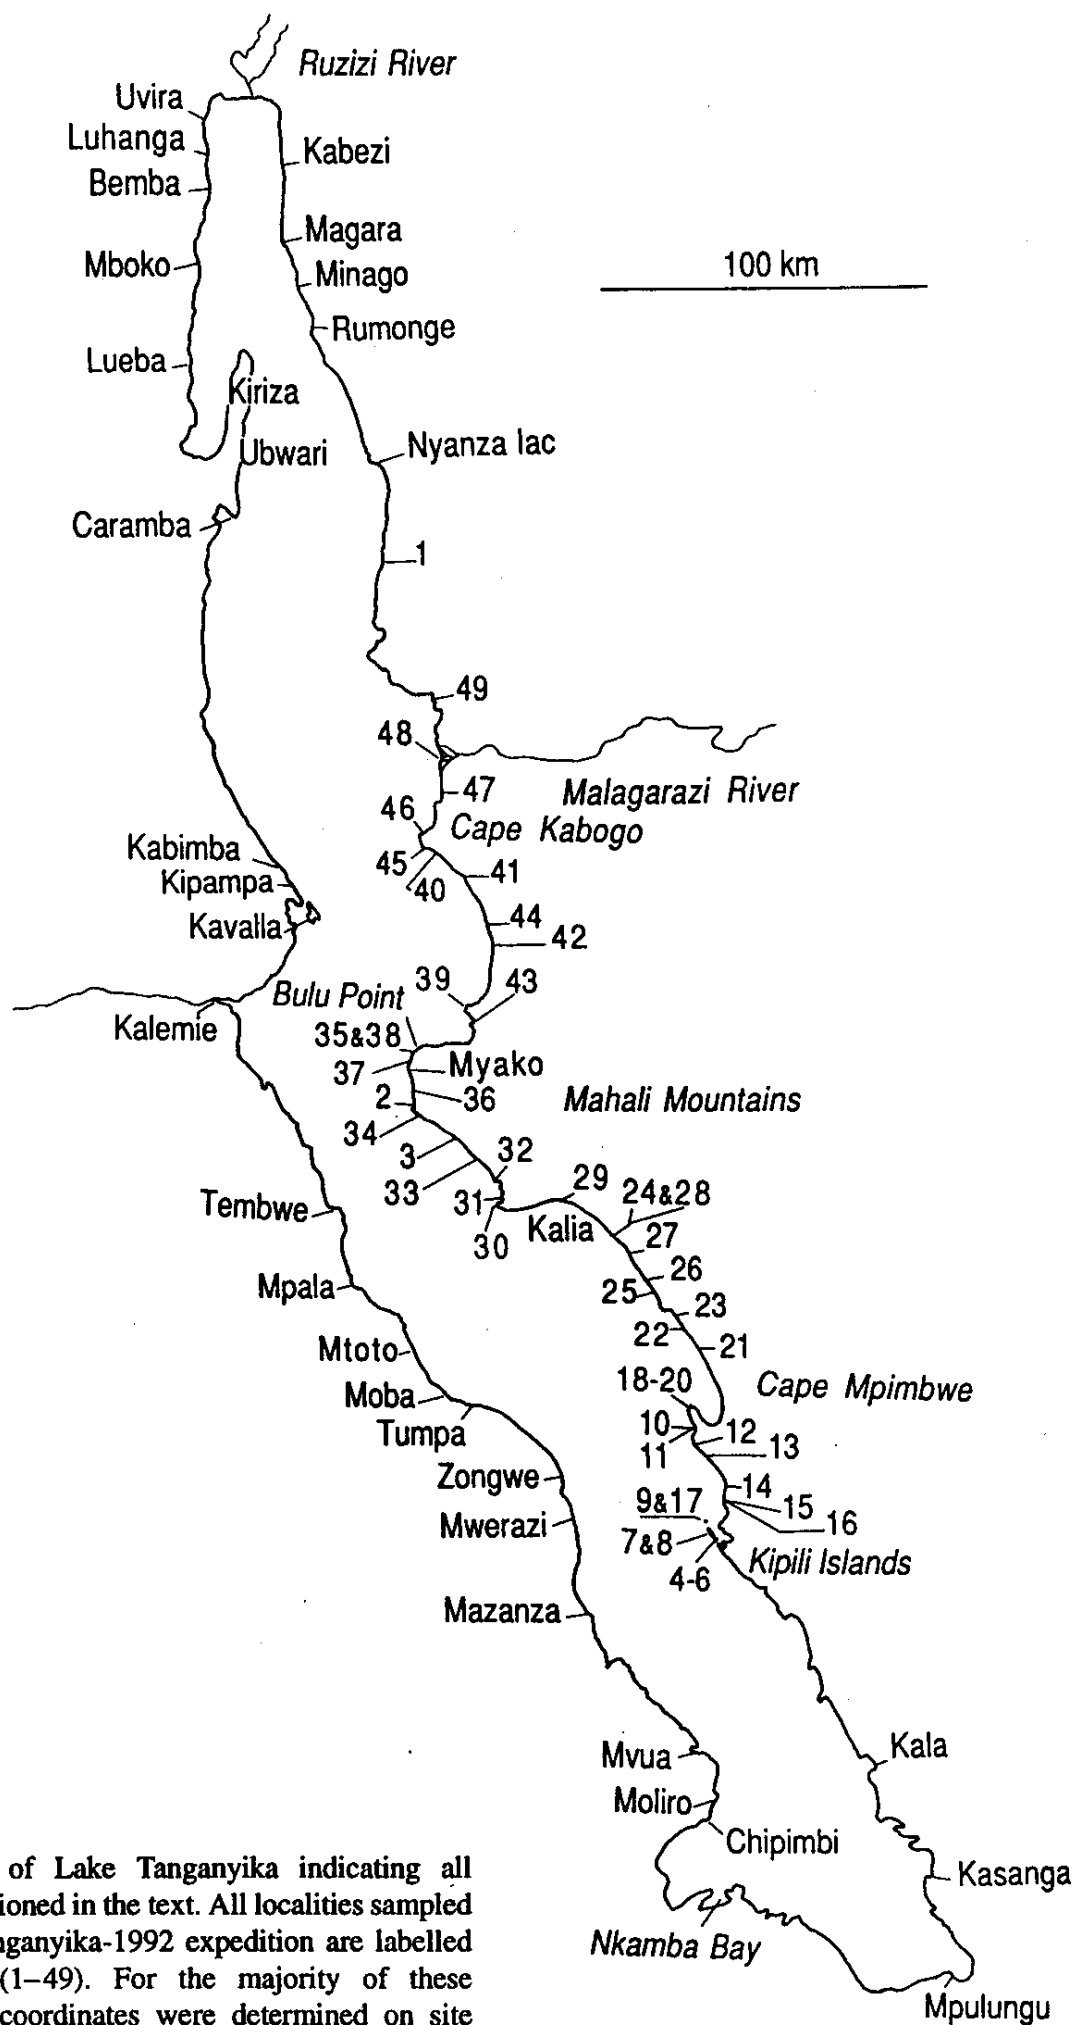 Ruzizi River
Uvira
Luhanga
Kabezi
Bemba
Magara
Mboko
100 km
Minago
Rumonge
Lueba
Kiriza
Ubwari
Nyanza lac
Caramba
1
49
48
Malagarazi River
47
46
Cape Kabogo
Kabimba
45
40
41
Kipampa
Kavalla
44
42
39
43
Bulu Point
Kalemie
35&38
37
Myako
2
36
Mahali Mountains
34
3
32
33
31
29
24&28
Tembwe
30
Kalia
27
26
Mpala
25
23
22
21
Mtoto
18-20
Cape Mpimbwe
Moba
10
12
Tumpa
11
13
Zongwe
14
9&17
15
Mwerazi
16
7&8
Kipili Islands
4-6
Mazanza
Kala
Mvua
Moliro
Chipimbi
Kasanga
Nkamba Bay
Mpulungu
of Lake Tanganyika indicating all
ioned in the text. All localities sampled
nganyika-1992 expedition are labelled
(1–49). For the majority of these
coordinates were determined on site